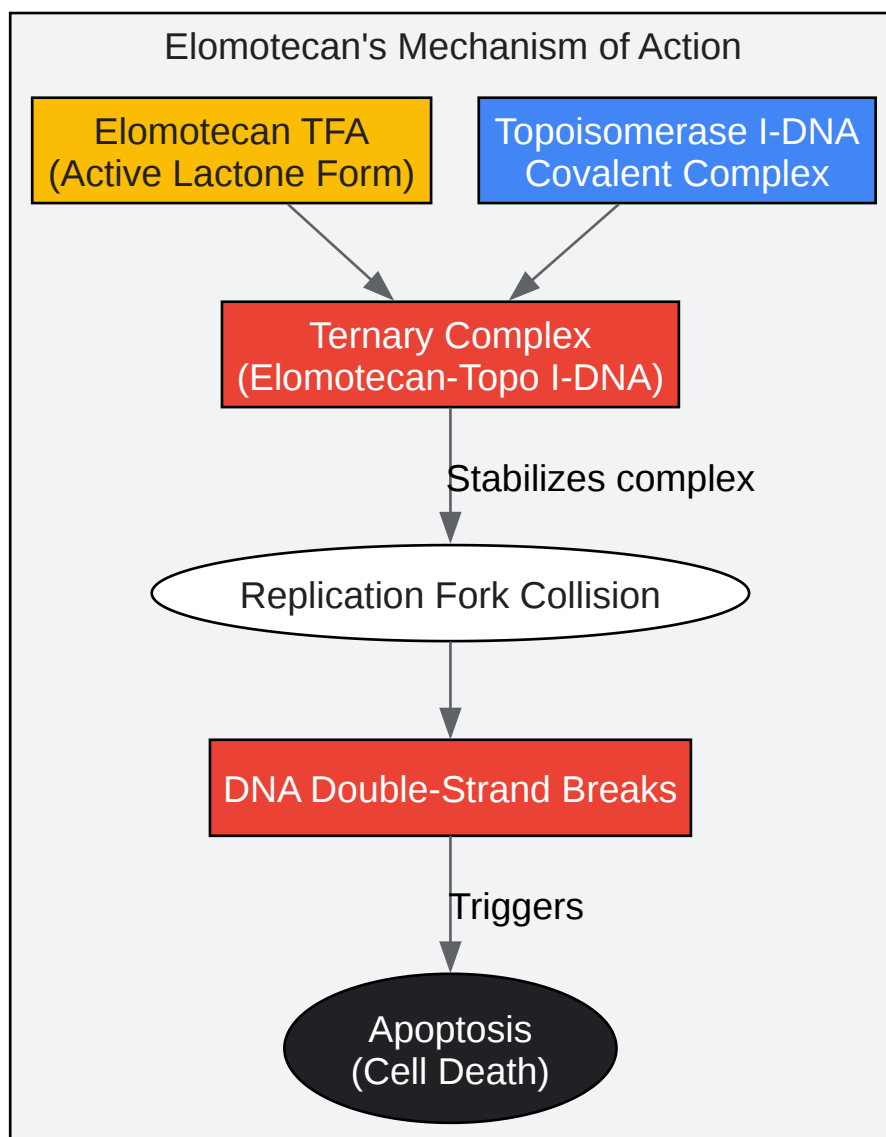 Elomotecan's Mechanism of Action
Elomotecan TFA
(Active Lactone Form)
Topoisomerase I-DNA
Covalent Complex
Ternary Complex
(Elomotecan-Topo I-DNA)
Stabilizes complex
Replication Fork Collision
DNA Double-Strand Breaks
Triggers
Apoptosis
(Cell Death)